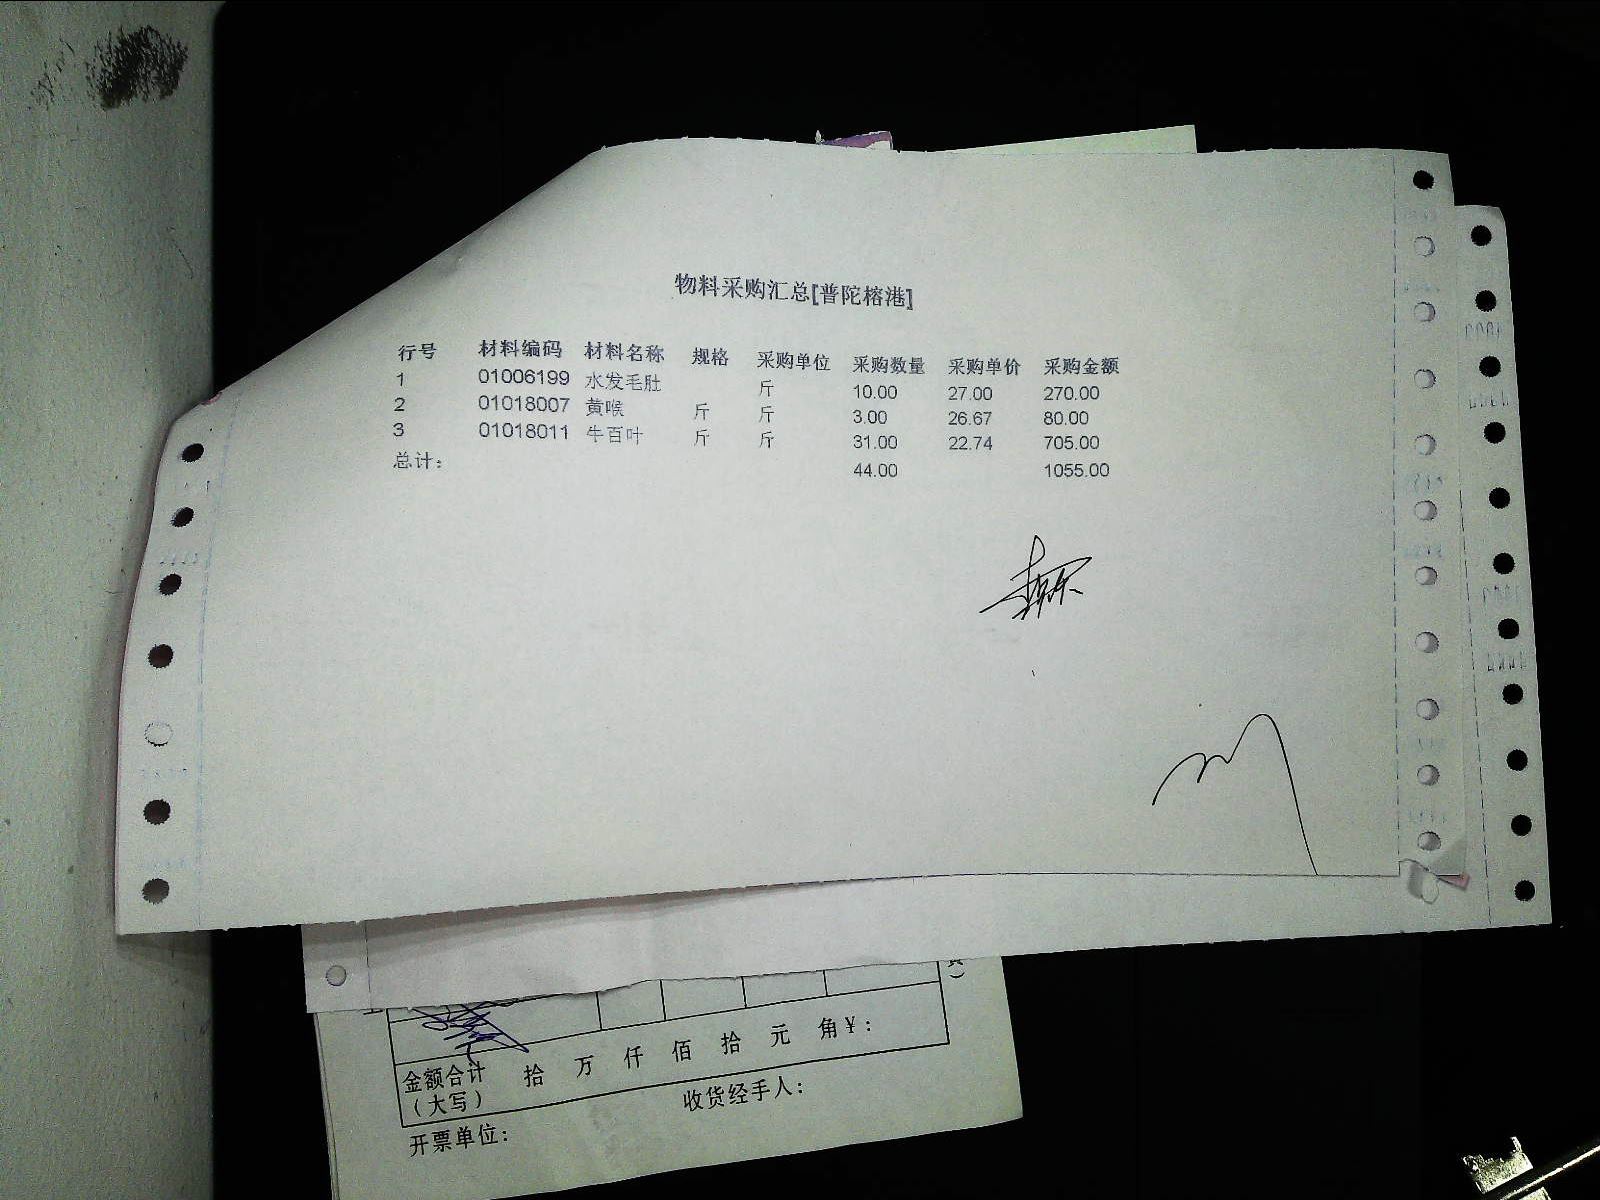 物料采购汇总[普陀榕港]
行号 材料编码 材料名称 规格 采购单位 采购数量 采购单价 采购金额
1 01006199 水发毛肚 斤 10.00 27.00 270.00
2 01018007 黄喉 斤 斤 3.00 26.67 80.00
3 01018011 牛百叶 斤 斤 31.00 22.74 705.00
总计： 44.00 1055.00
金额合计 拾 万 仟 佰 拾 元 角¥：
（大写）
收货经手人：
开票单位：